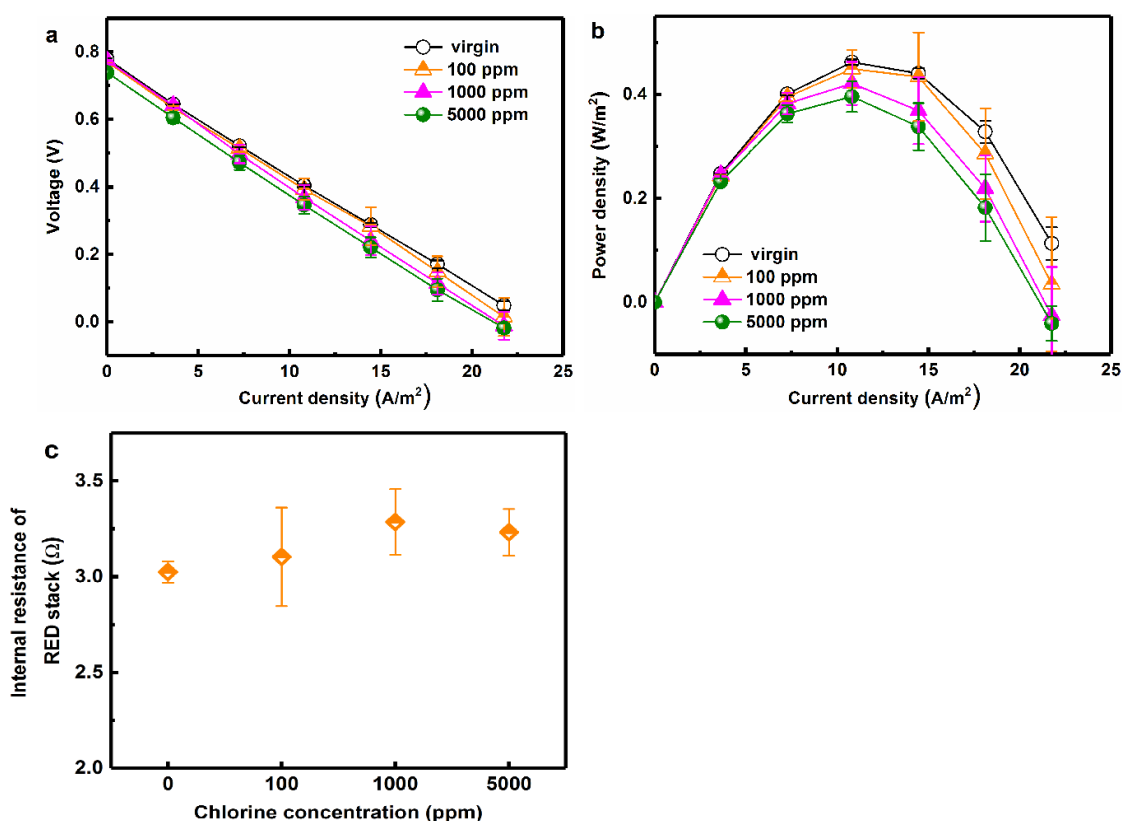 a
Voltage (V)
0.8
0.6
0.4
0.2
0.0
virgin
100 ppm
1000 ppm
5000 ppm
0
5
10
15
20
25
Current density (A/m²)
b
Power density (W/m²)
0.4
0.2
0.0
virgin
100 ppm
1000 ppm
5000 ppm
0
5
10
15
20
25
Current density (A/m²)
c
Internal resistance of
RED stack (Ω)
3.5
3.0
2.5
2.0
0
100
1000
5000
Chlorine concentration (ppm)